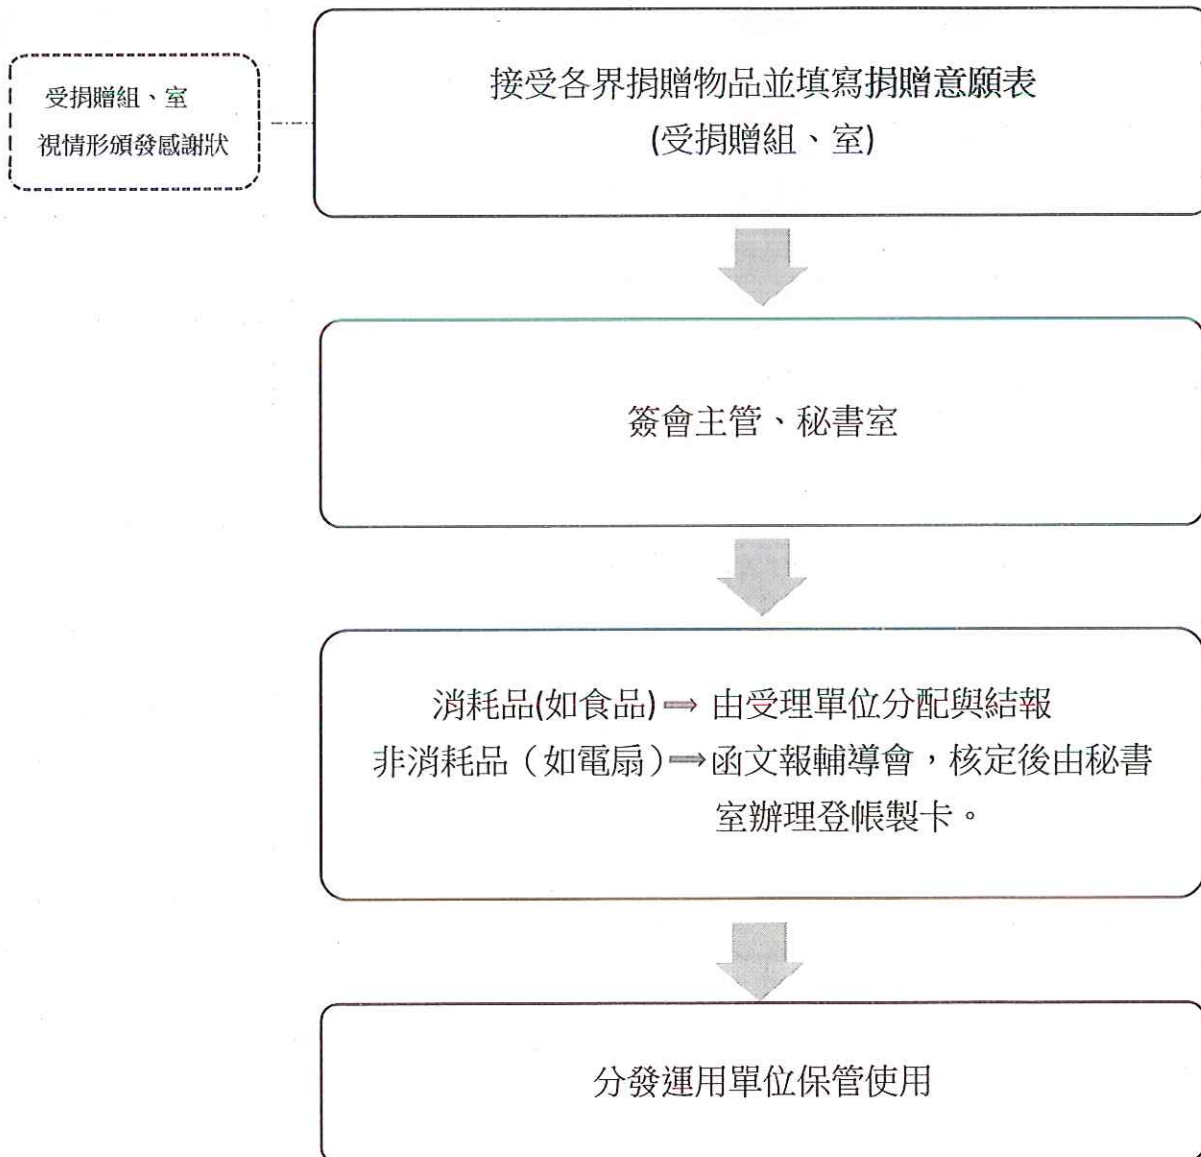 受捐贈組、室
視情形頒發感謝狀
接受各界捐贈物品並填寫捐贈意願表
(受捐贈組、室)
簽會主管、秘書室
消耗品(如食品)⇒ 由受理單位分配與結報
非消耗品（如電扇）⇒函文報輔導會，核定後由秘書
室辦理登帳製卡。
分發運用單位保管使用